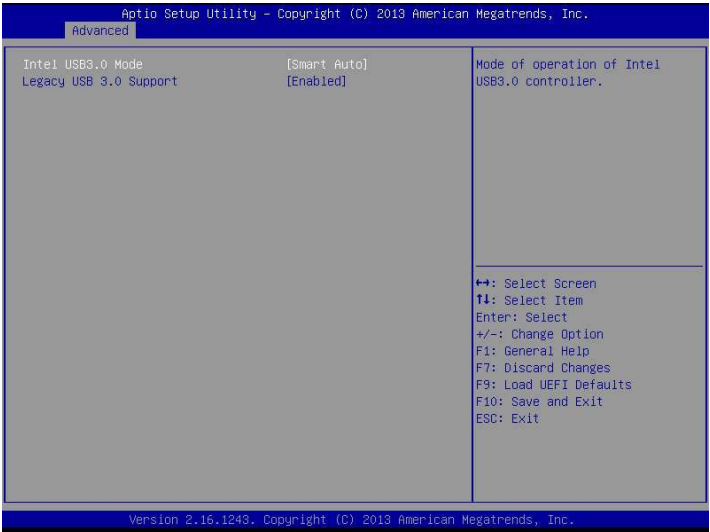 Aptio Setup Utility – Copyright (C) 2013 American Megatrends, Inc.
Advanced
Intel USB3.0 Mode [Smart Auto]
Legacy USB 3.0 Support [Enabled]
Mode of operation of Intel
USB3.0 controller.
↔: Select Screen
↑↓: Select Item
Enter: Select
+/-: Change Option
F1: General Help
F7: Discard Changes
F9: Load UEFI Defaults
F10: Save and Exit
ESC: Exit
Version 2.16.1243. Copyright (C) 2013 American Megatrends, Inc.